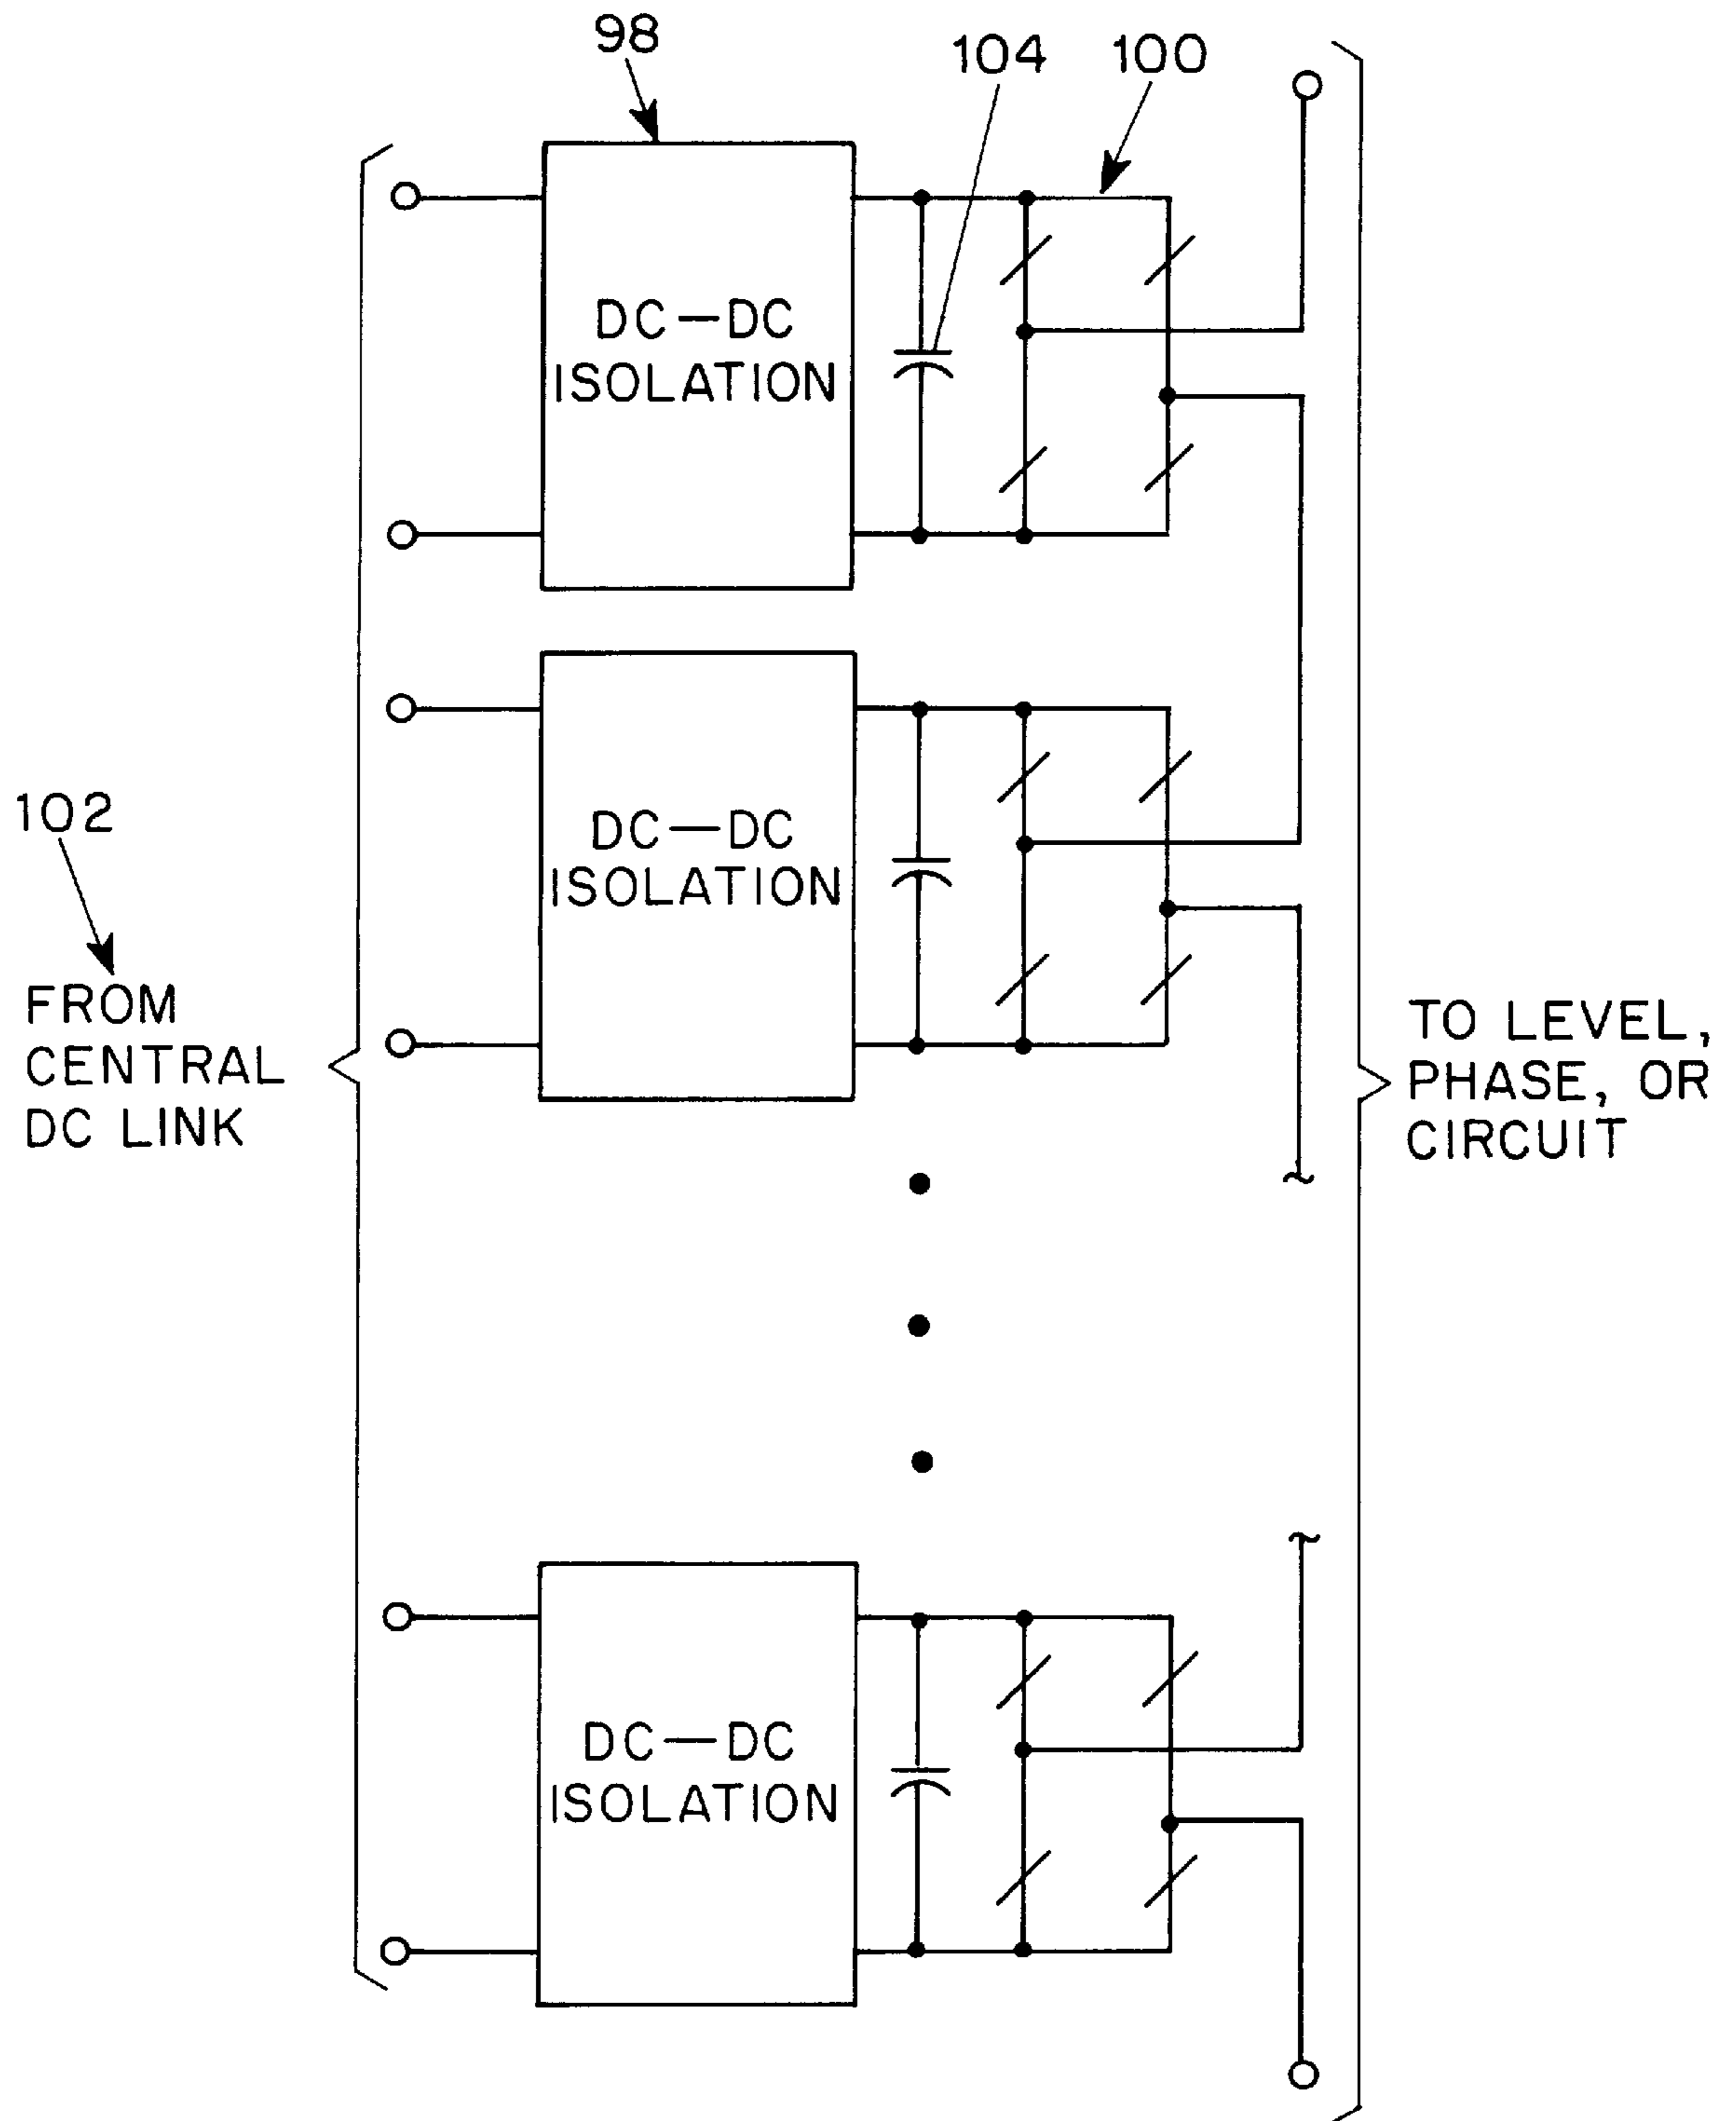 98
104
100
DC—DC
ISOLATION
DC—DC
ISOLATION
102
FROM
CENTRAL
DC LINK
TO LEVEL,
PHASE, OR
CIRCUIT
DC—DC
ISOLATION